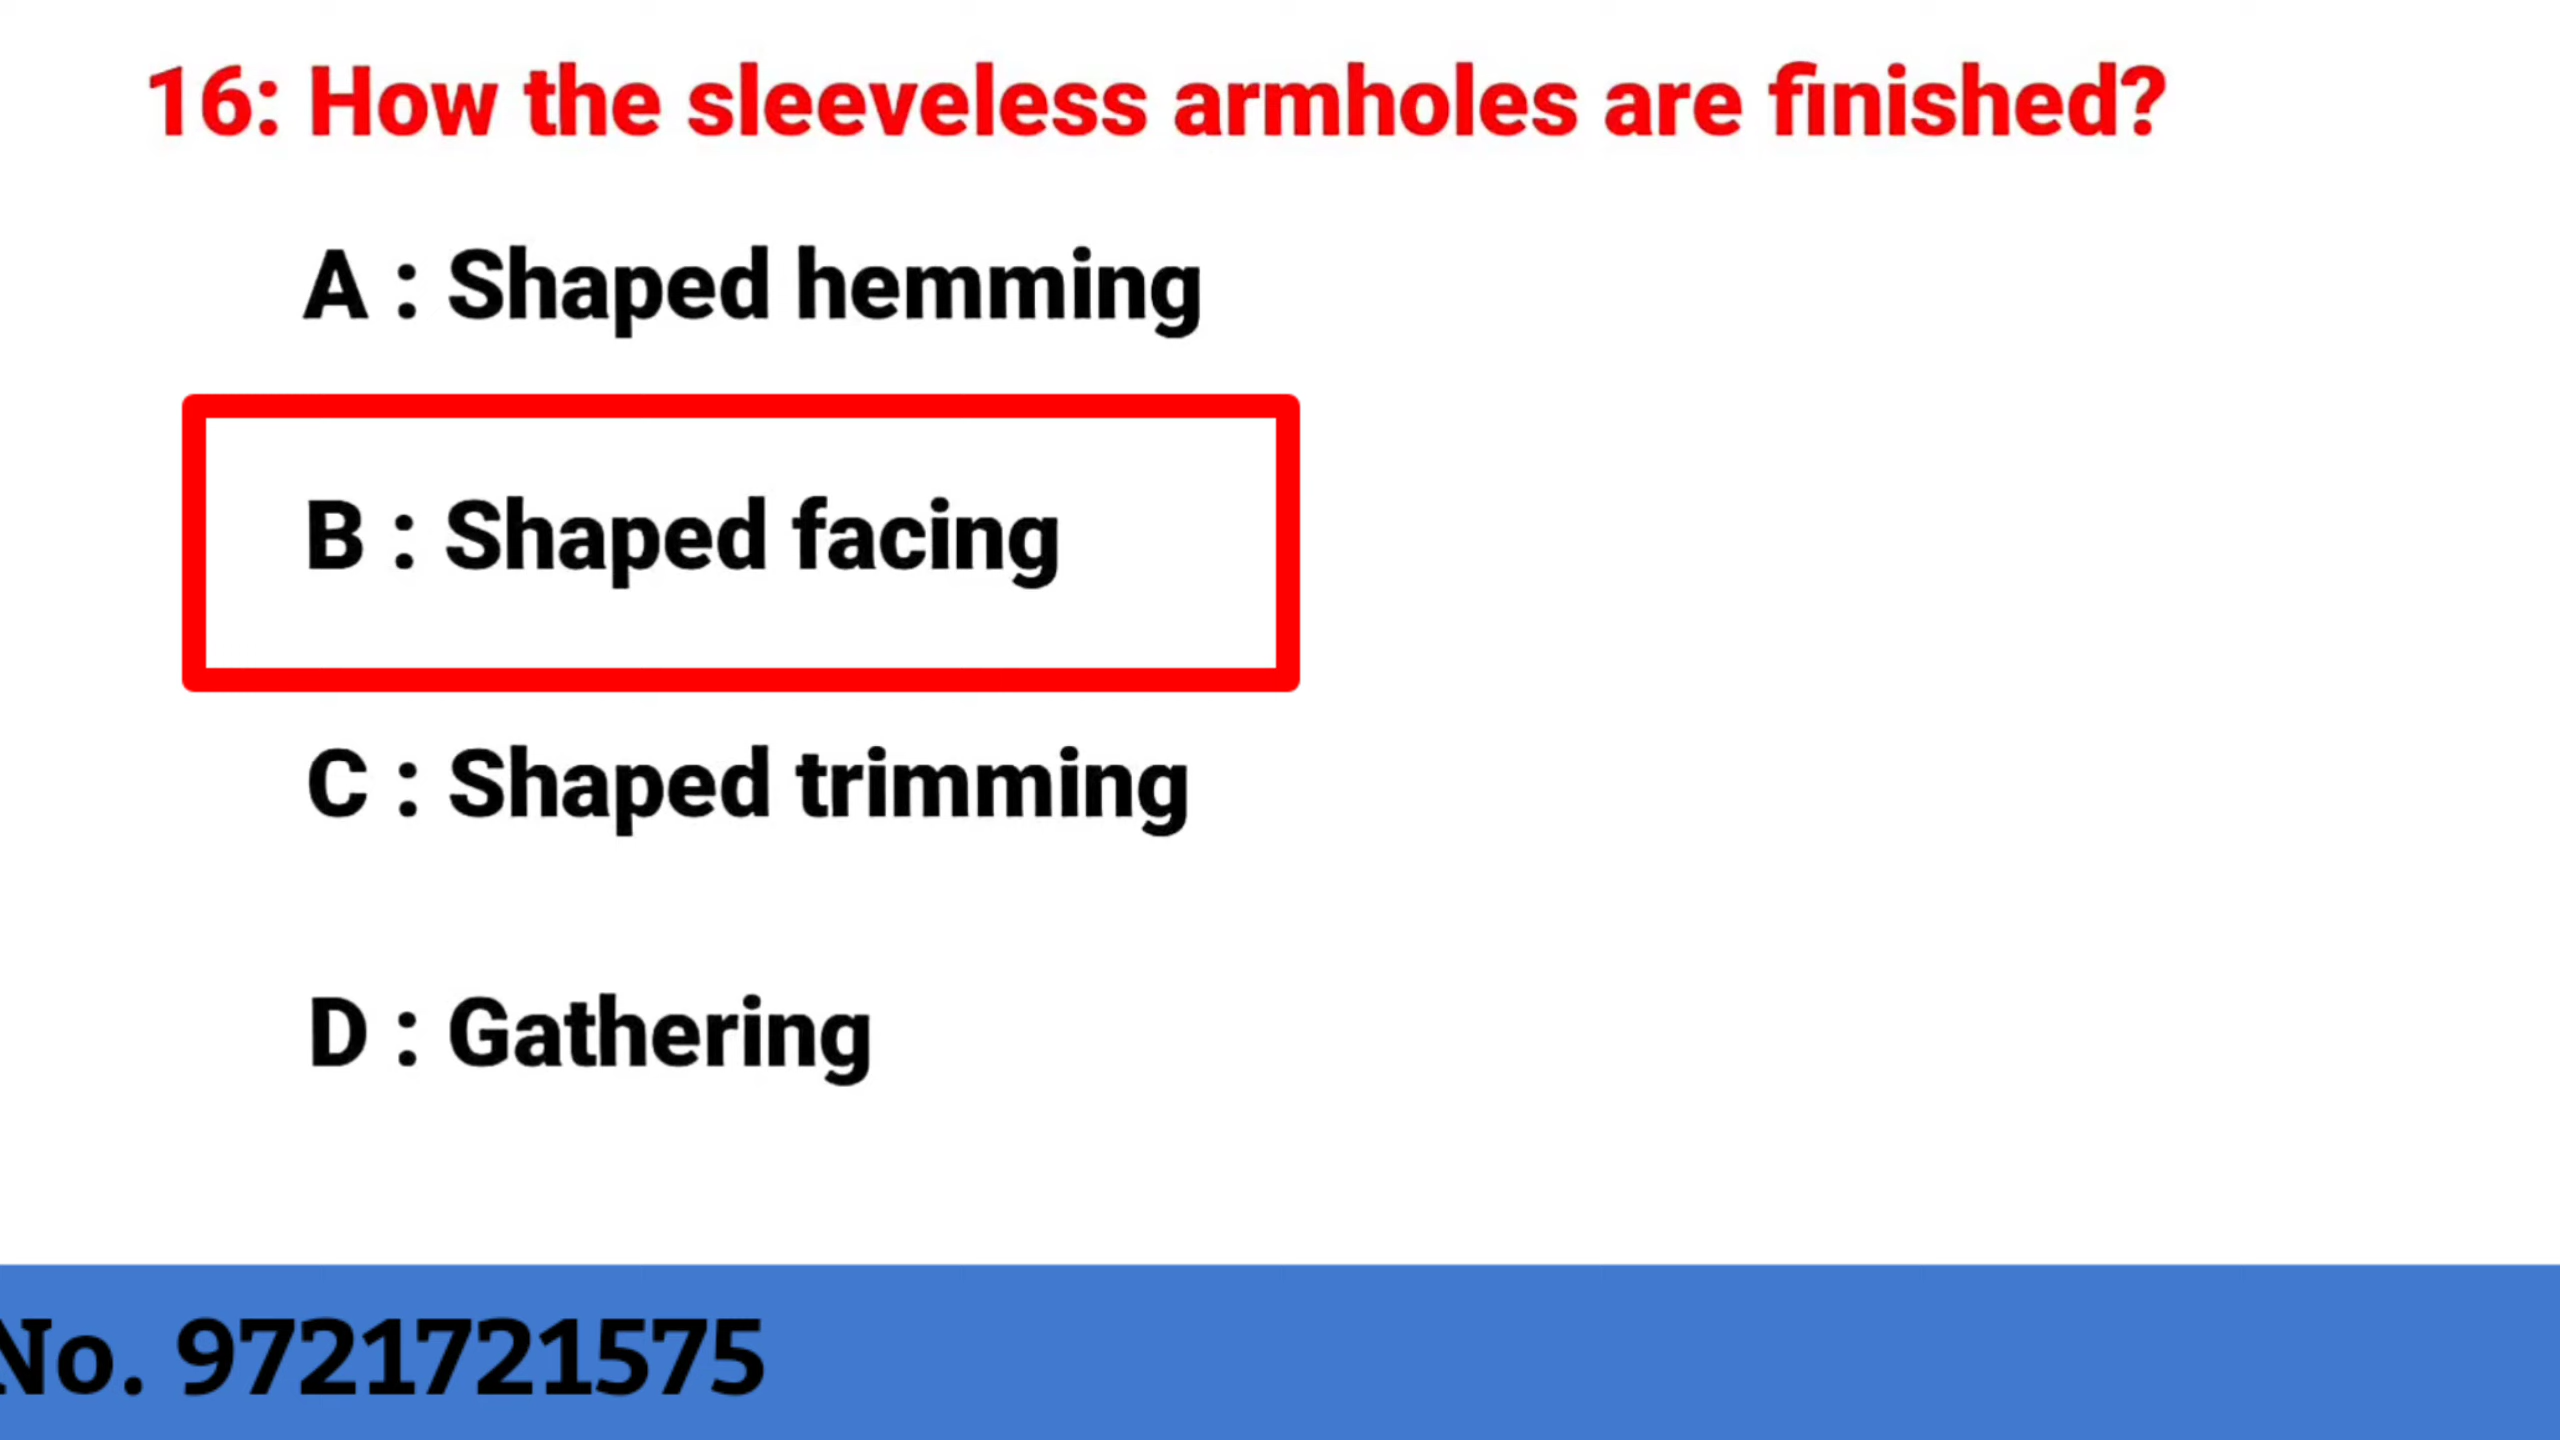 16: How the sleeveless armholes are finished?
A : Shaped hemming
B : Shaped facing
C : Shaped trimming
D : Gathering
No. 9721721575